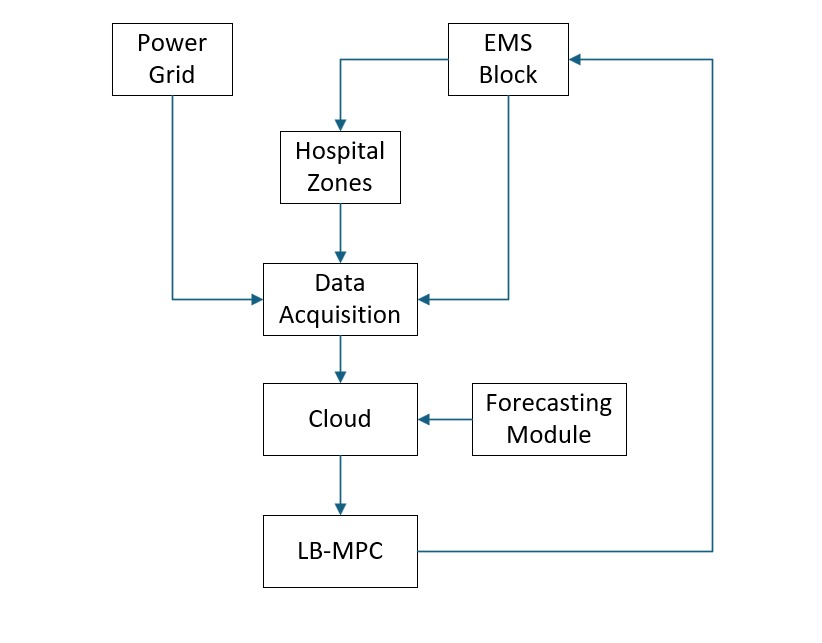 Power
Grid
EMS
Block
Hospital
Zones
Data
Acquisition
Cloud
Forecasting
Module
LB-MPC